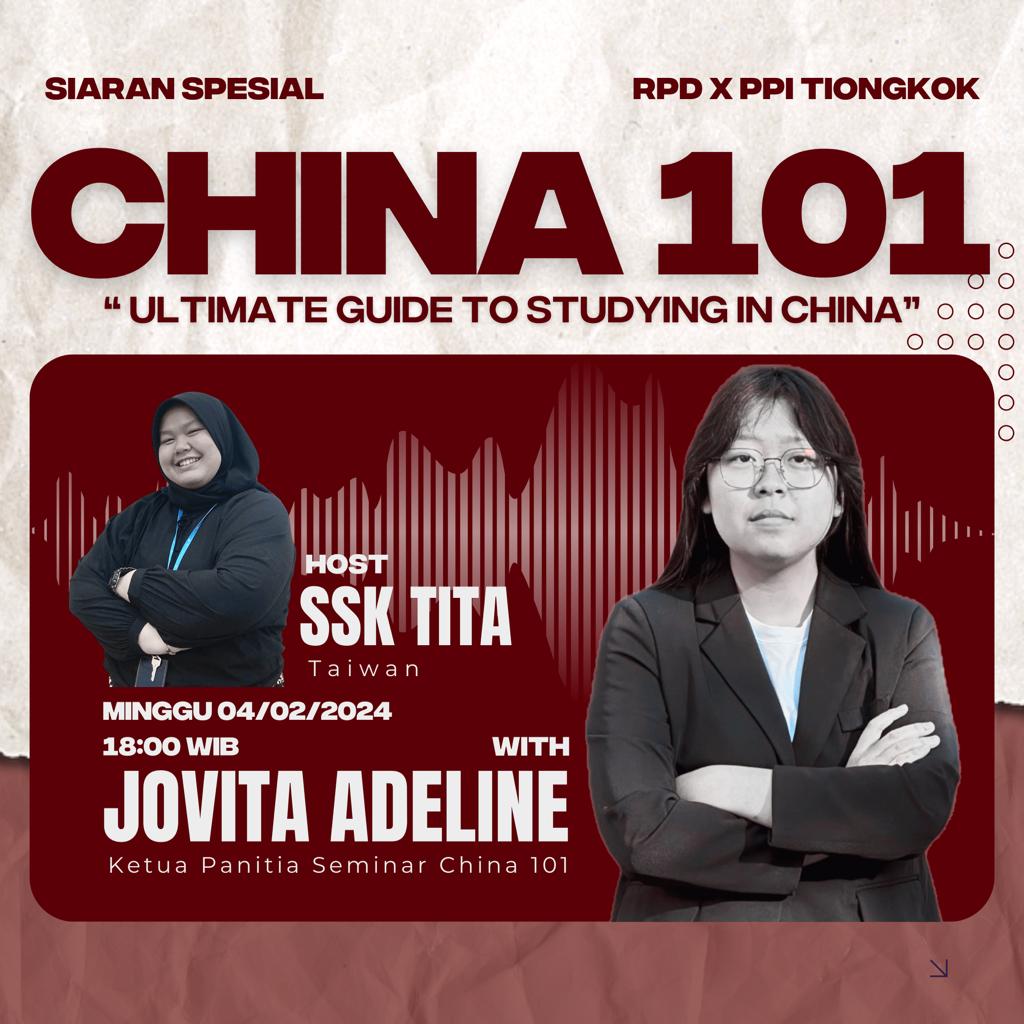 SIARAN SPESIAL
RPD X PPI TIONGKOK
CHINA 101
“ ULTIMATE GUIDE TO STUDYING IN CHINA”
HOST
SSK TITA
Taiwan
MINGGU 04/02/2024
18:00 WIB
WITH
JOVITA ADELINE
Ketua Panitia Seminar China 101